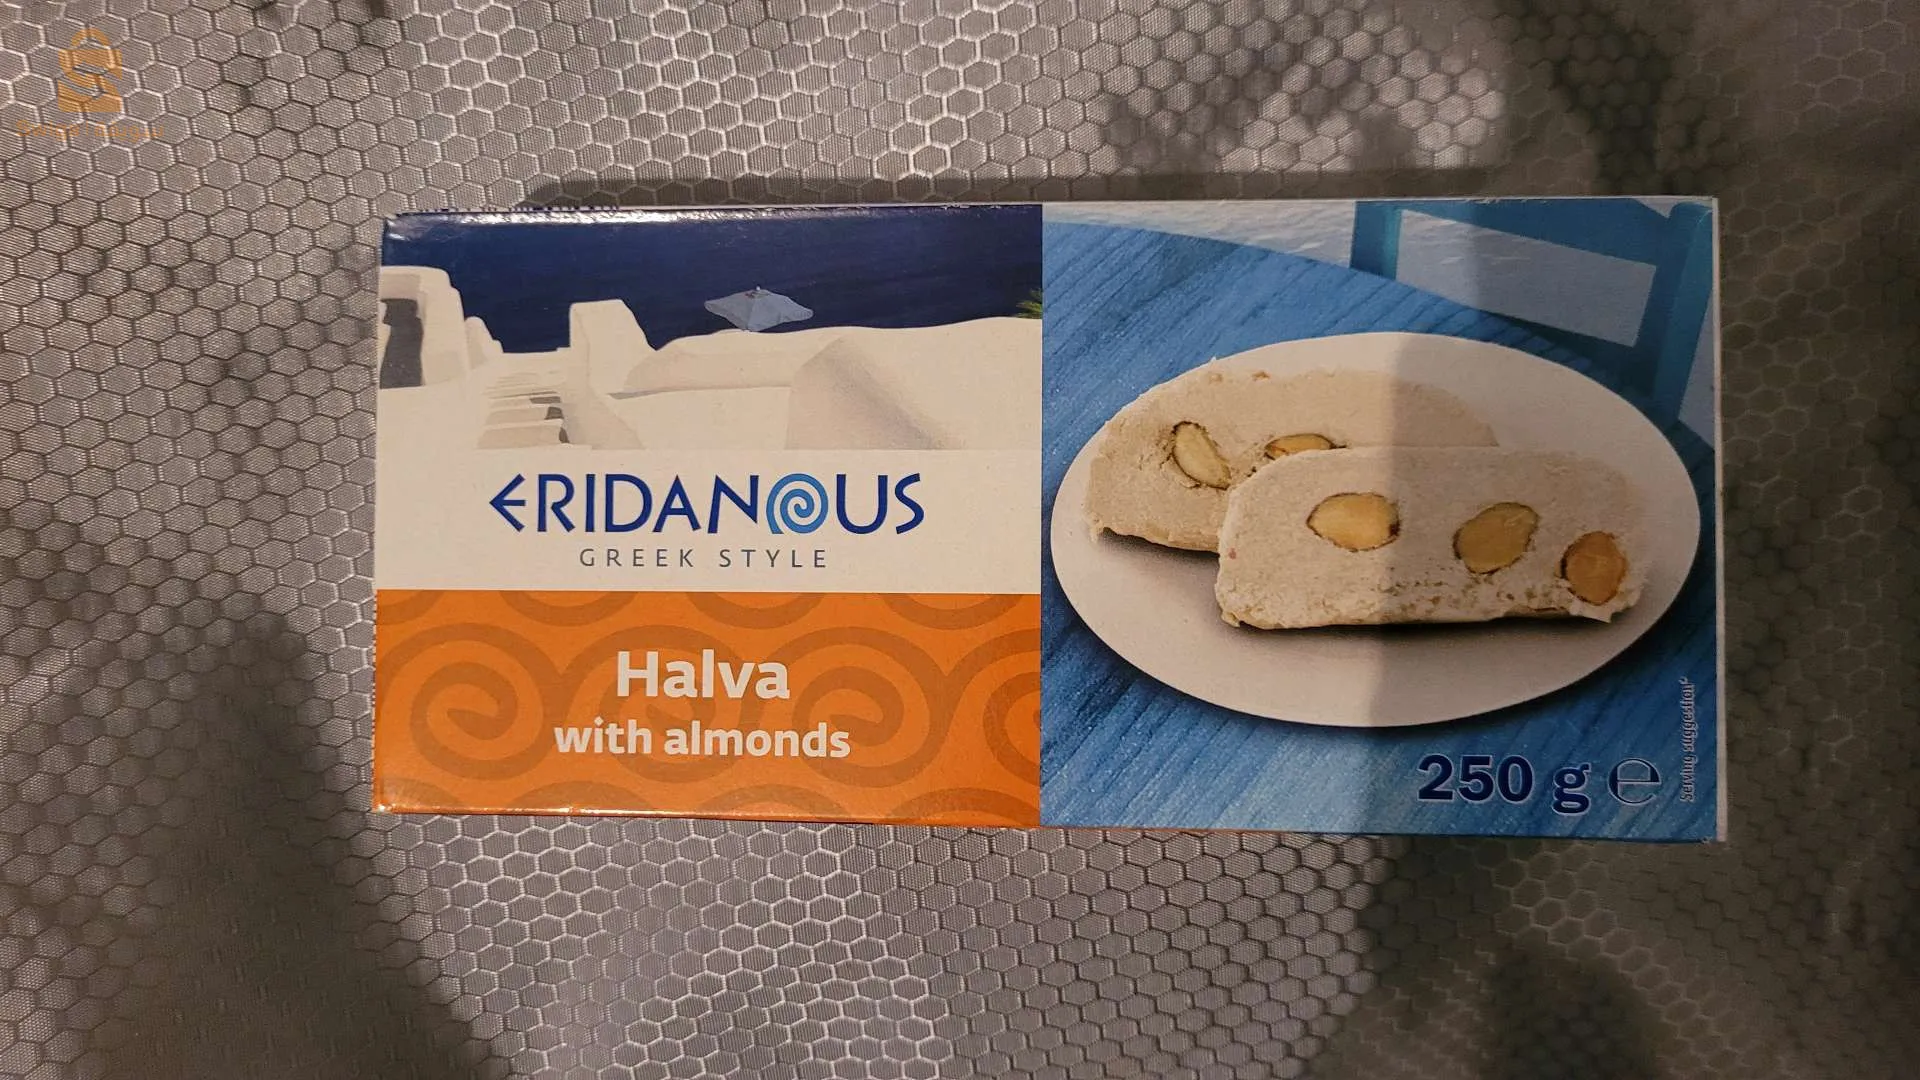 ERIDANOUS
GREEK STYLE
Halva
with almonds
250 g ℮
Serving suggestion